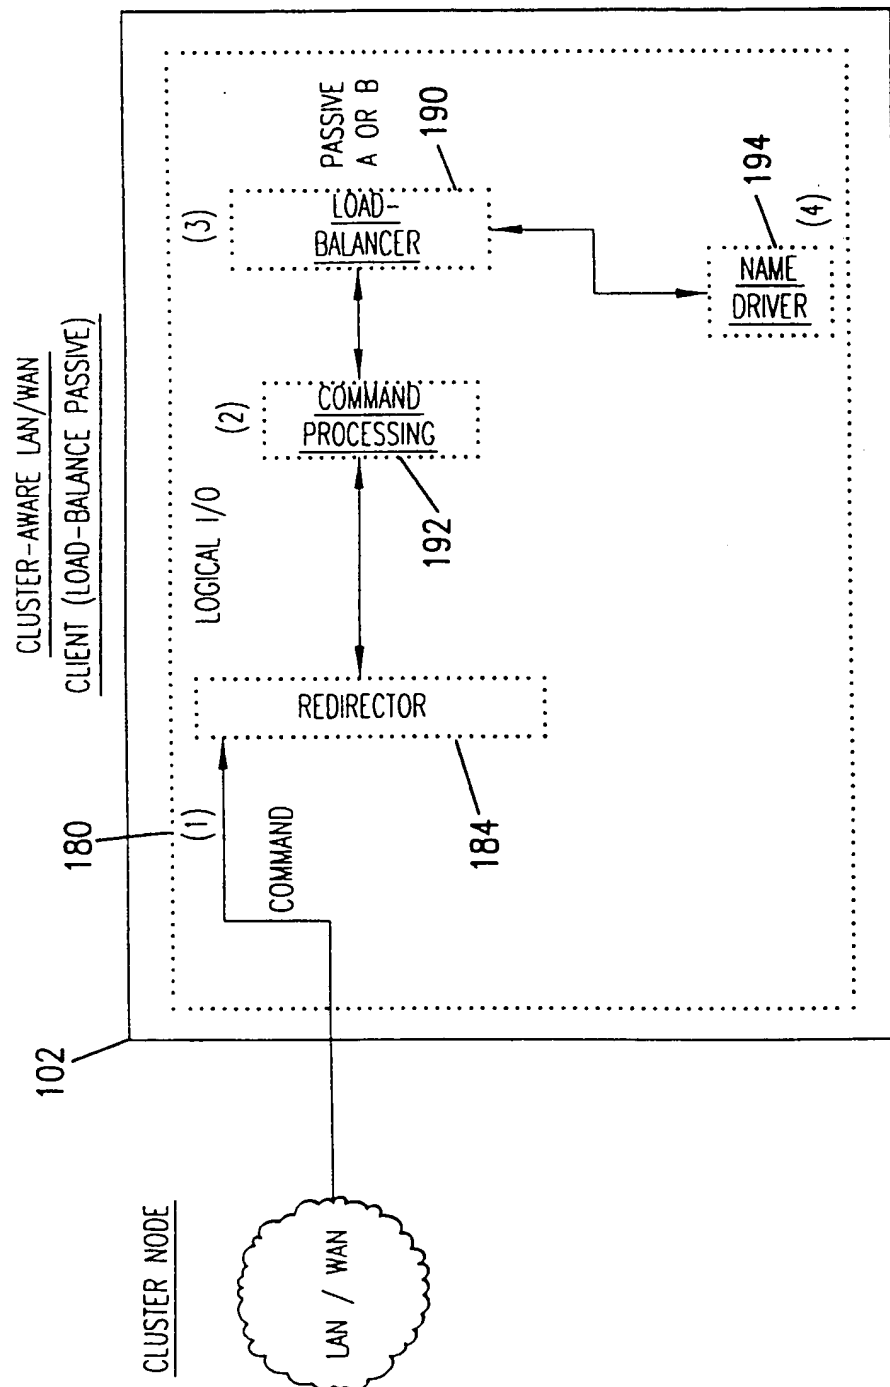 CLUSTER NODE
LAN / WAN
102
CLUSTER-AWARE LAN/WAN
CLIENT (LOAD-BALANCE PASSIVE)
180
(1)
COMMAND
REDIRECTOR
184
LOGICAL I/O
(2)
COMMAND
PROCESSING
192
(3)
LOAD-
BALANCER
PASSIVE
A OR B
190
NAME
DRIVER
194
(4)